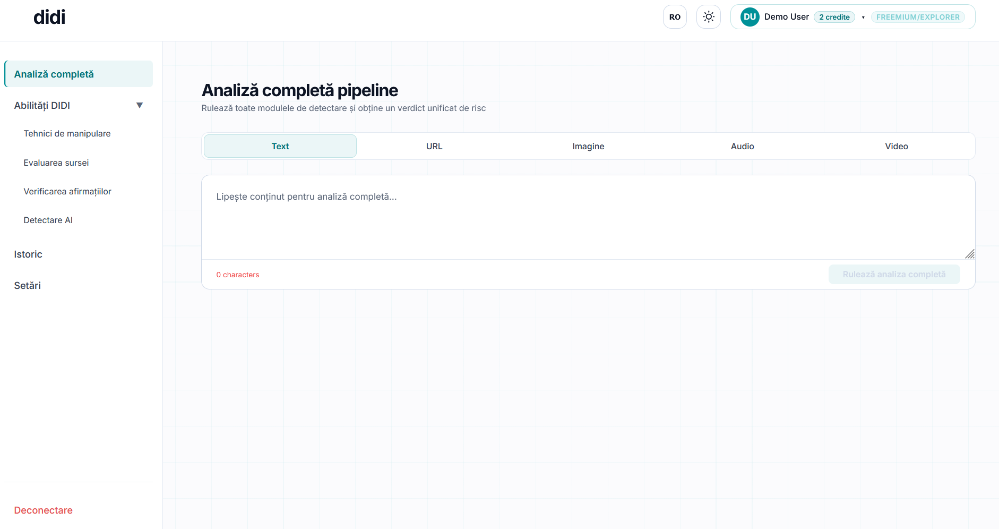 didi
RO
DU Demo User 2 credite FREEMIUM/EXPLORER
Analiză completă
Abilități DIDI
Tehnici de manipulare
Evaluarea sursei
Verificarea afirmațiilor
Detectare AI
Istoric
Setări
Deconectare
Analiză completă pipeline
Rulează toate modulele de detectare și obține un verdict unificat de risc
Text URL Imagine Audio Video
Lipește conținut pentru analiză completă...
0 characters
Rulează analiza completă